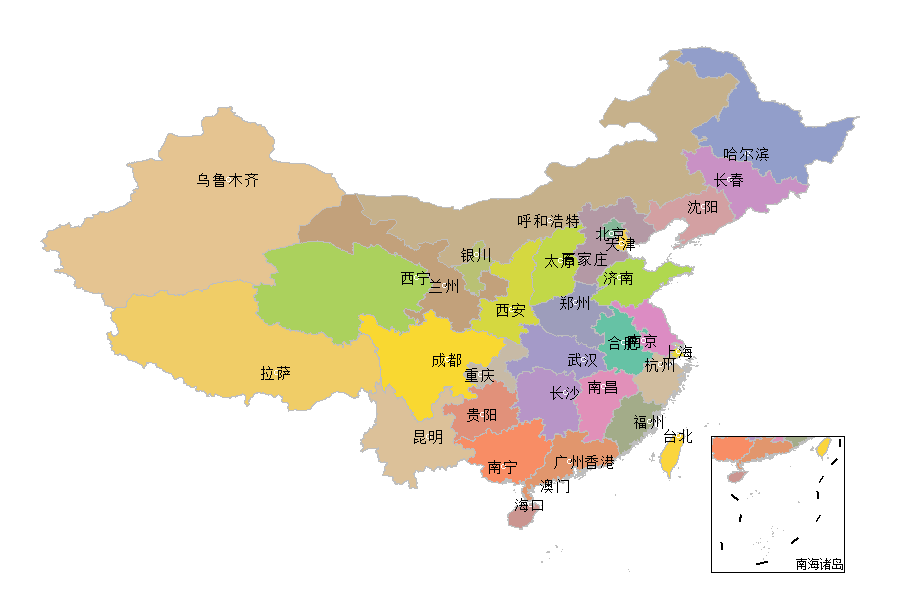 哈尔滨
乌鲁木齐
长春
沈阳
呼和浩特
北京
天津
银川
太原
石家庄
西宁
济南
兰州
郑州
西安
合肥
南京
上海
成都
武汉
杭州
拉萨
重庆
南昌
长沙
贵阳
福州
昆明
台北
南宁
广州
香港
澳门
海口
南海诸岛